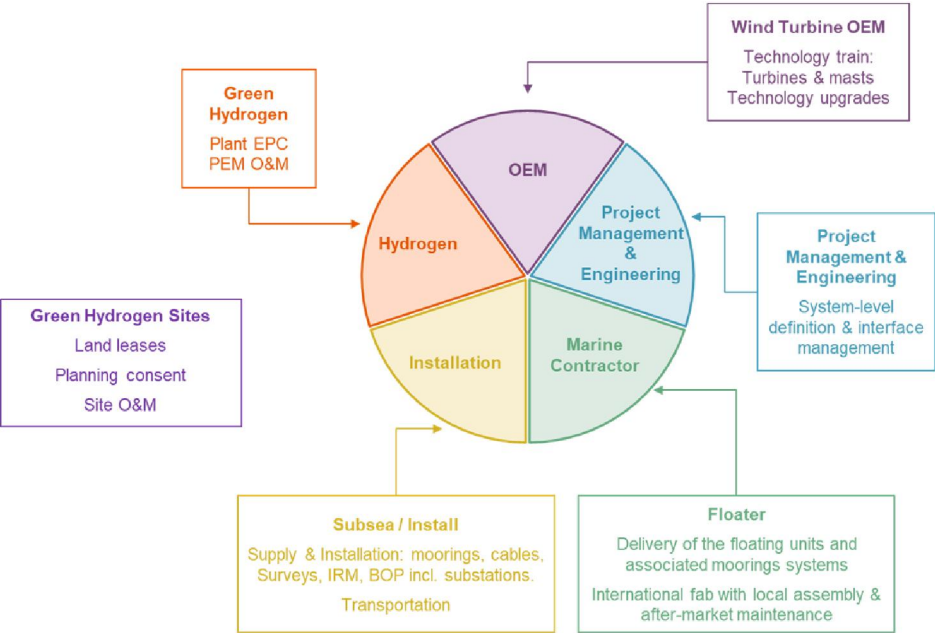 Wind Turbine OEM
Technology train:
Turbines & masts
Technology upgrades
Green
Hydrogen
Plant EPC
PEM O&M
OEM
Project
Management
&
Engineering
Hydrogen
Project
Management &
Engineering
System-level
definition & interface
management
Green Hydrogen Sites
Land leases
Planning consent
Site O&M
Installation
Marine
Contractor
Subsea / Install
Supply & Installation: moorings, cables,
Surveys, IRM, BOP incl. substations.
Transportation
Floater
Delivery of the floating units and
associated moorings systems
International fab with local assembly &
after-market maintenance